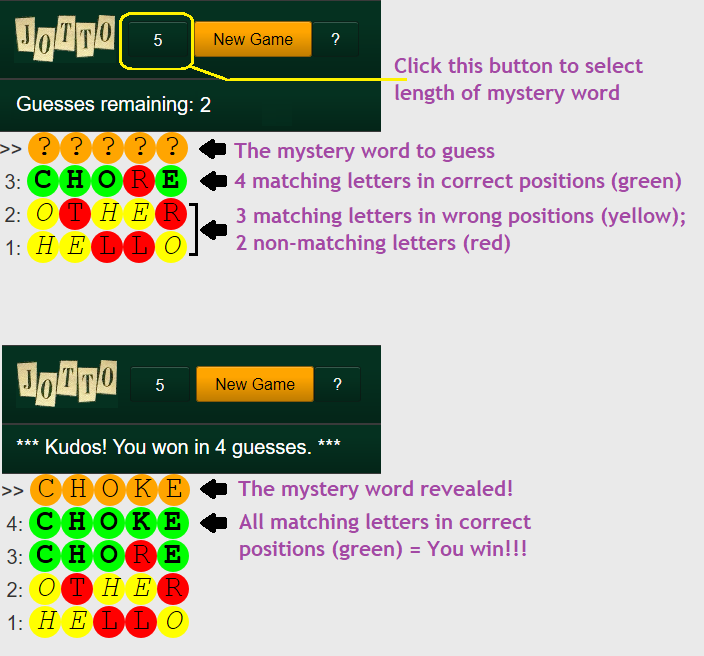 JOTTO 5 New Game ?
Click this button to select
length of mystery word
Guesses remaining: 2
>> ? ? ? ? ? The mystery word to guess
3: C H O R E 4 matching letters in correct positions (green)
2: O T H E R 3 matching letters in wrong positions (yellow);
1: H E L L O 2 non-matching letters (red)
JOTTO 5 New Game ?
*** Kudos! You won in 4 guesses. ***
>> C H O K E The mystery word revealed!
4: C H O K E All matching letters in correct
3: C H O R E positions (green) = You win!!!
2: O T H E R
1: H E L L O